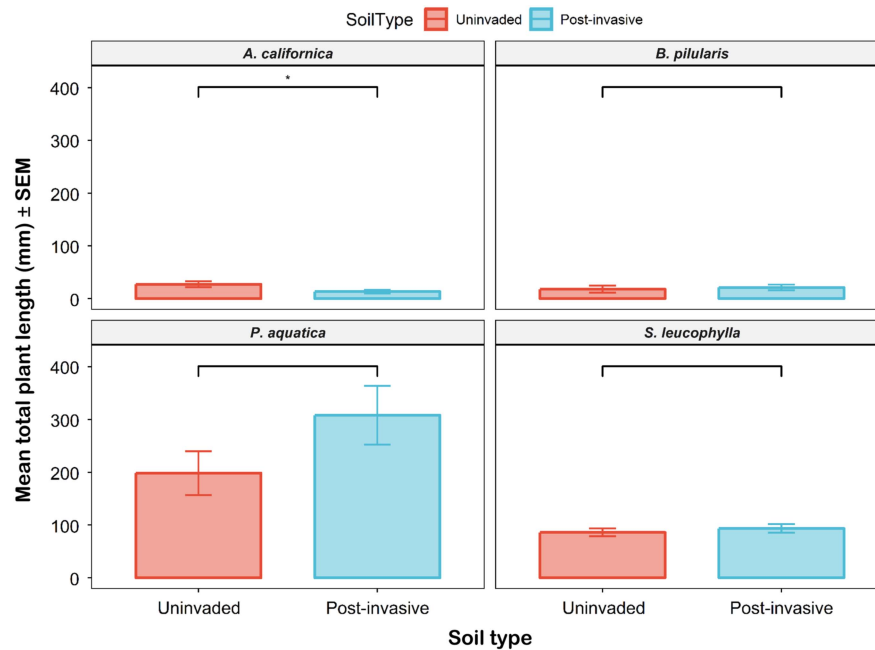 SoilType Uninvaded Post-invasive
A. californica B. pilularis
*
400
300
200
100
0
P. aquatica S. leucophylla
400
300
200
100
0
Uninvaded Post-invasive Uninvaded Post-invasive
Soil type
Mean total plant length (mm) ± SEM